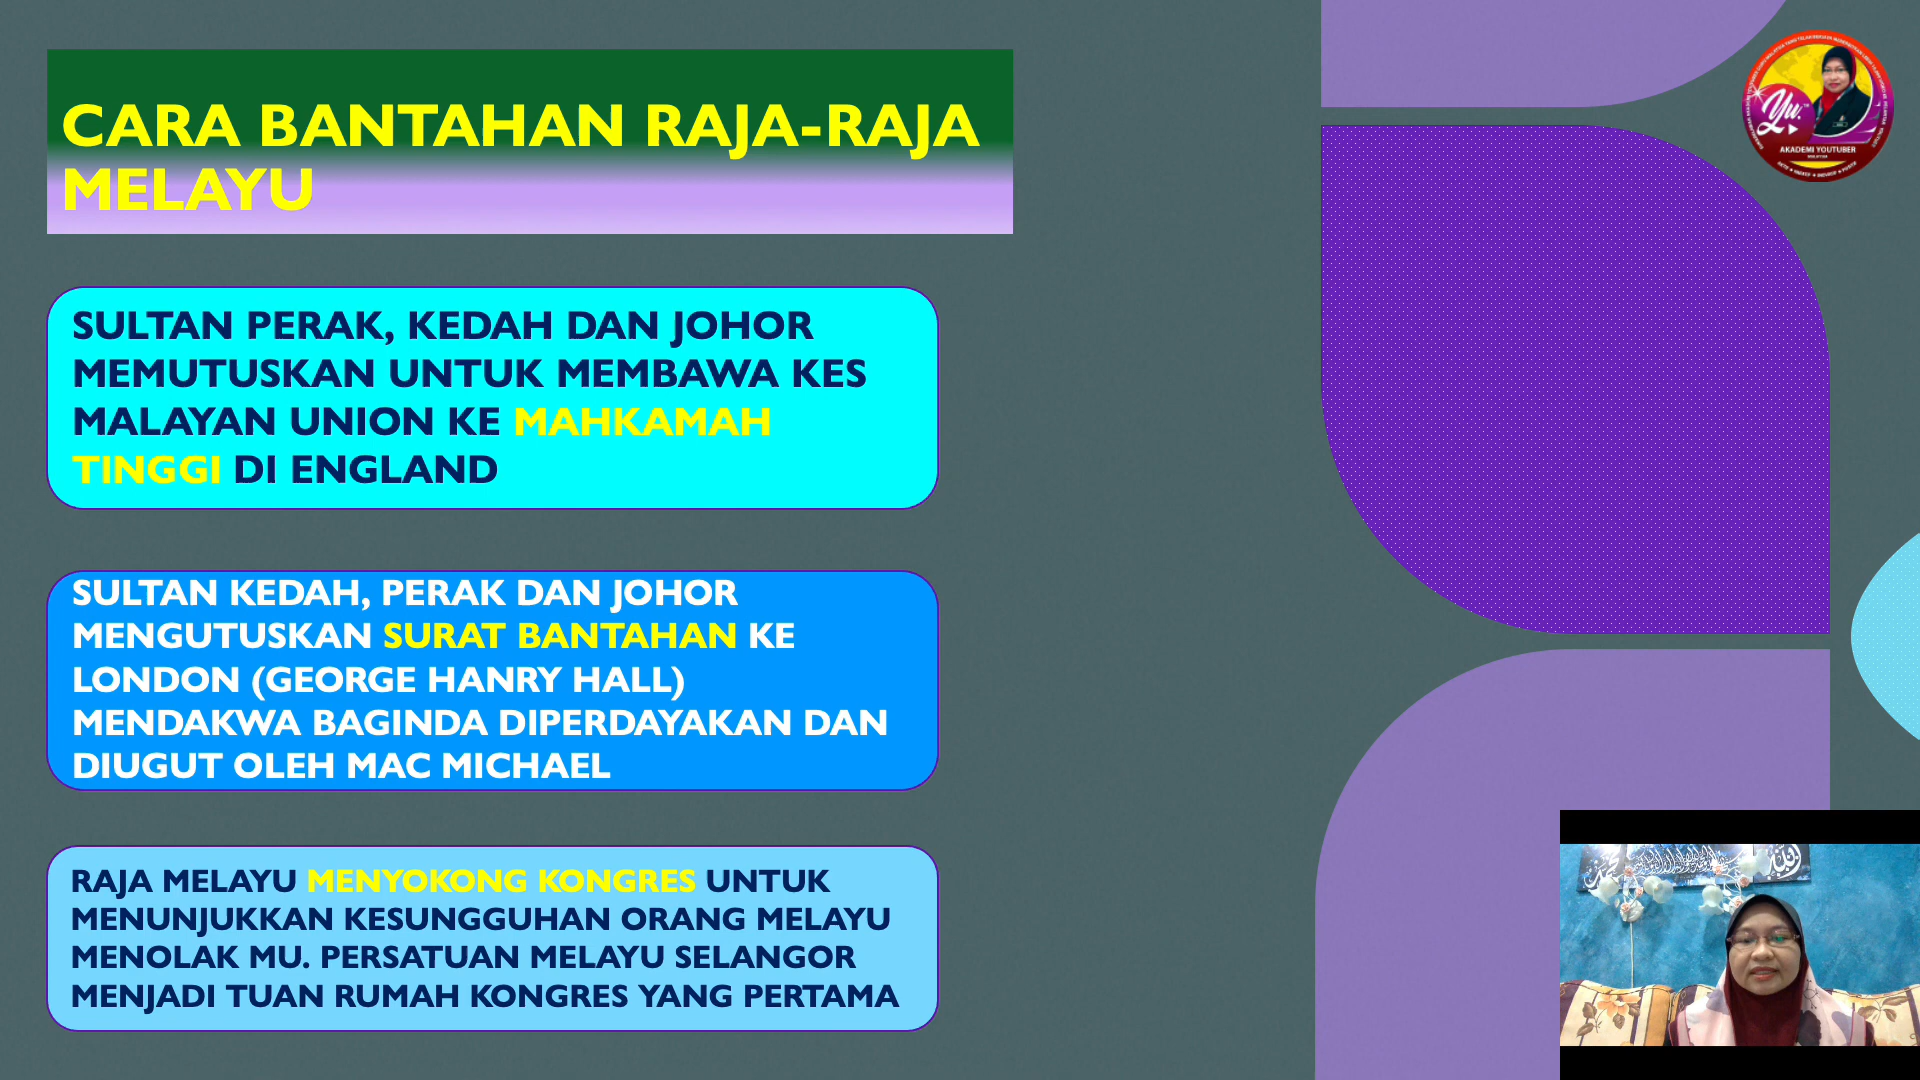 CARA BANTAHAN RAJA-RAJA
MELAYU
SULTAN PERAK, KEDAH DAN JOHOR
MEMUTUSKAN UNTUK MEMBAWA KES
MALAYAN UNION KE MAHKAMAH
TINGGI DI ENGLAND
SULTAN KEDAH, PERAK DAN JOHOR
MENGUTUSKAN SURAT BANTAHAN KE
LONDON (GEORGE HANRY HALL)
MENDAKWA BAGINDA DIPERDAYAKAN DAN
DIUGUT OLEH MAC MICHAEL
RAJA MELAYU MENYOKONG KONGRES UNTUK
MENUNJUKKAN KESUNGGUHAN ORANG MELAYU
MENOLAK MU. PERSATUAN MELAYU SELANGOR
MENJADI TUAN RUMAH KONGRES YANG PERTAMA
Yu.
AKADEMI YOUTUBER
MALAYSIA